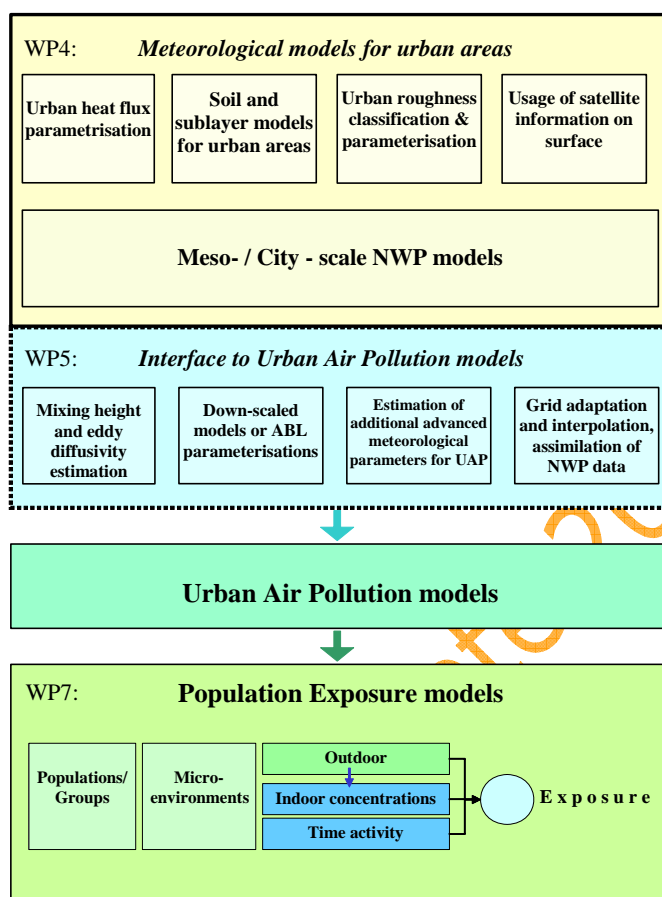 WP4: Meteorological models for urban areas
Urban heat flux
parametrisation
Soil and
sublayer models
for urban areas
Urban roughness
classification &
parameterisation
Usage of satellite
information on
surface
Meso- / City - scale NWP models
WP5: Interface to Urban Air Pollution models
Mixing height
and eddy
diffusivity
estimation
Down-scaled
models or ABL
parameterisations
Estimation of
additional advanced
meteorological
parameters for UAP
Grid adaptation
and interpolation,
assimilation of
NWP data
Urban Air Pollution models
WP7: Population Exposure models
Populations/
Groups
Micro-
environments
Outdoor
Indoor concentrations
Time activity
E x p o s u r e